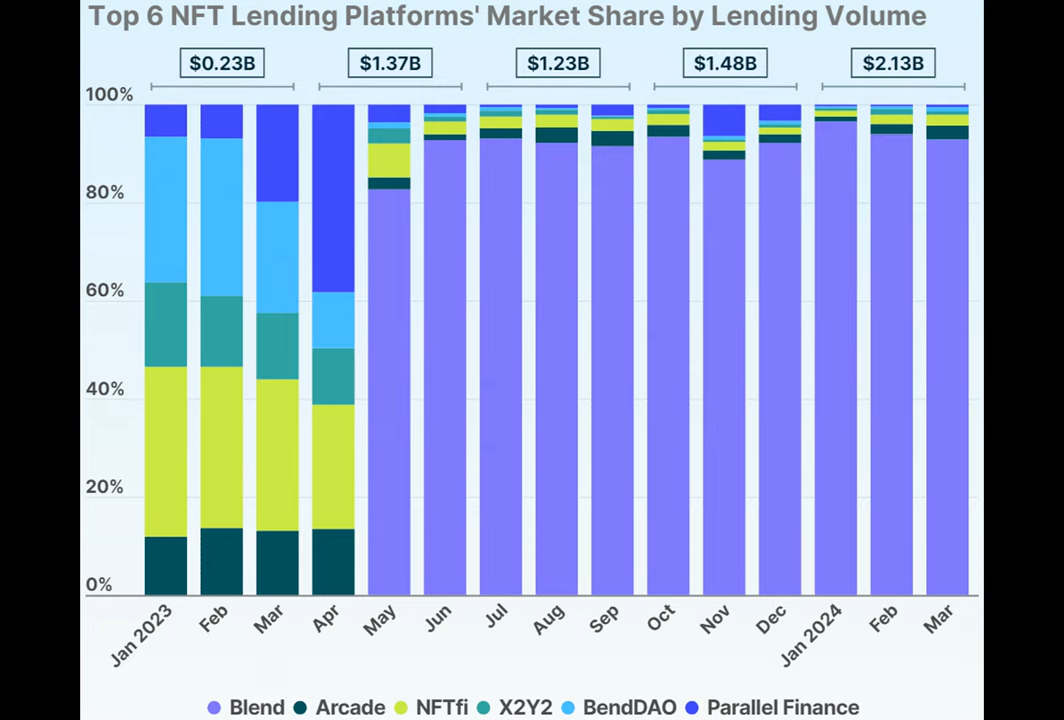 Top 6 NFT Lending Platforms' Market Share by Lending Volume
$0.23B $1.37B $1.23B $1.48B $2.13B
100%
80%
60%
40%
20%
0%
Jan 2023 Feb Mar Apr May Jun Jul Aug Sep Oct Nov Dec Jan 2024 Feb Mar
Blend Arcade NFTfi X2Y2 BendDAO Parallel Finance